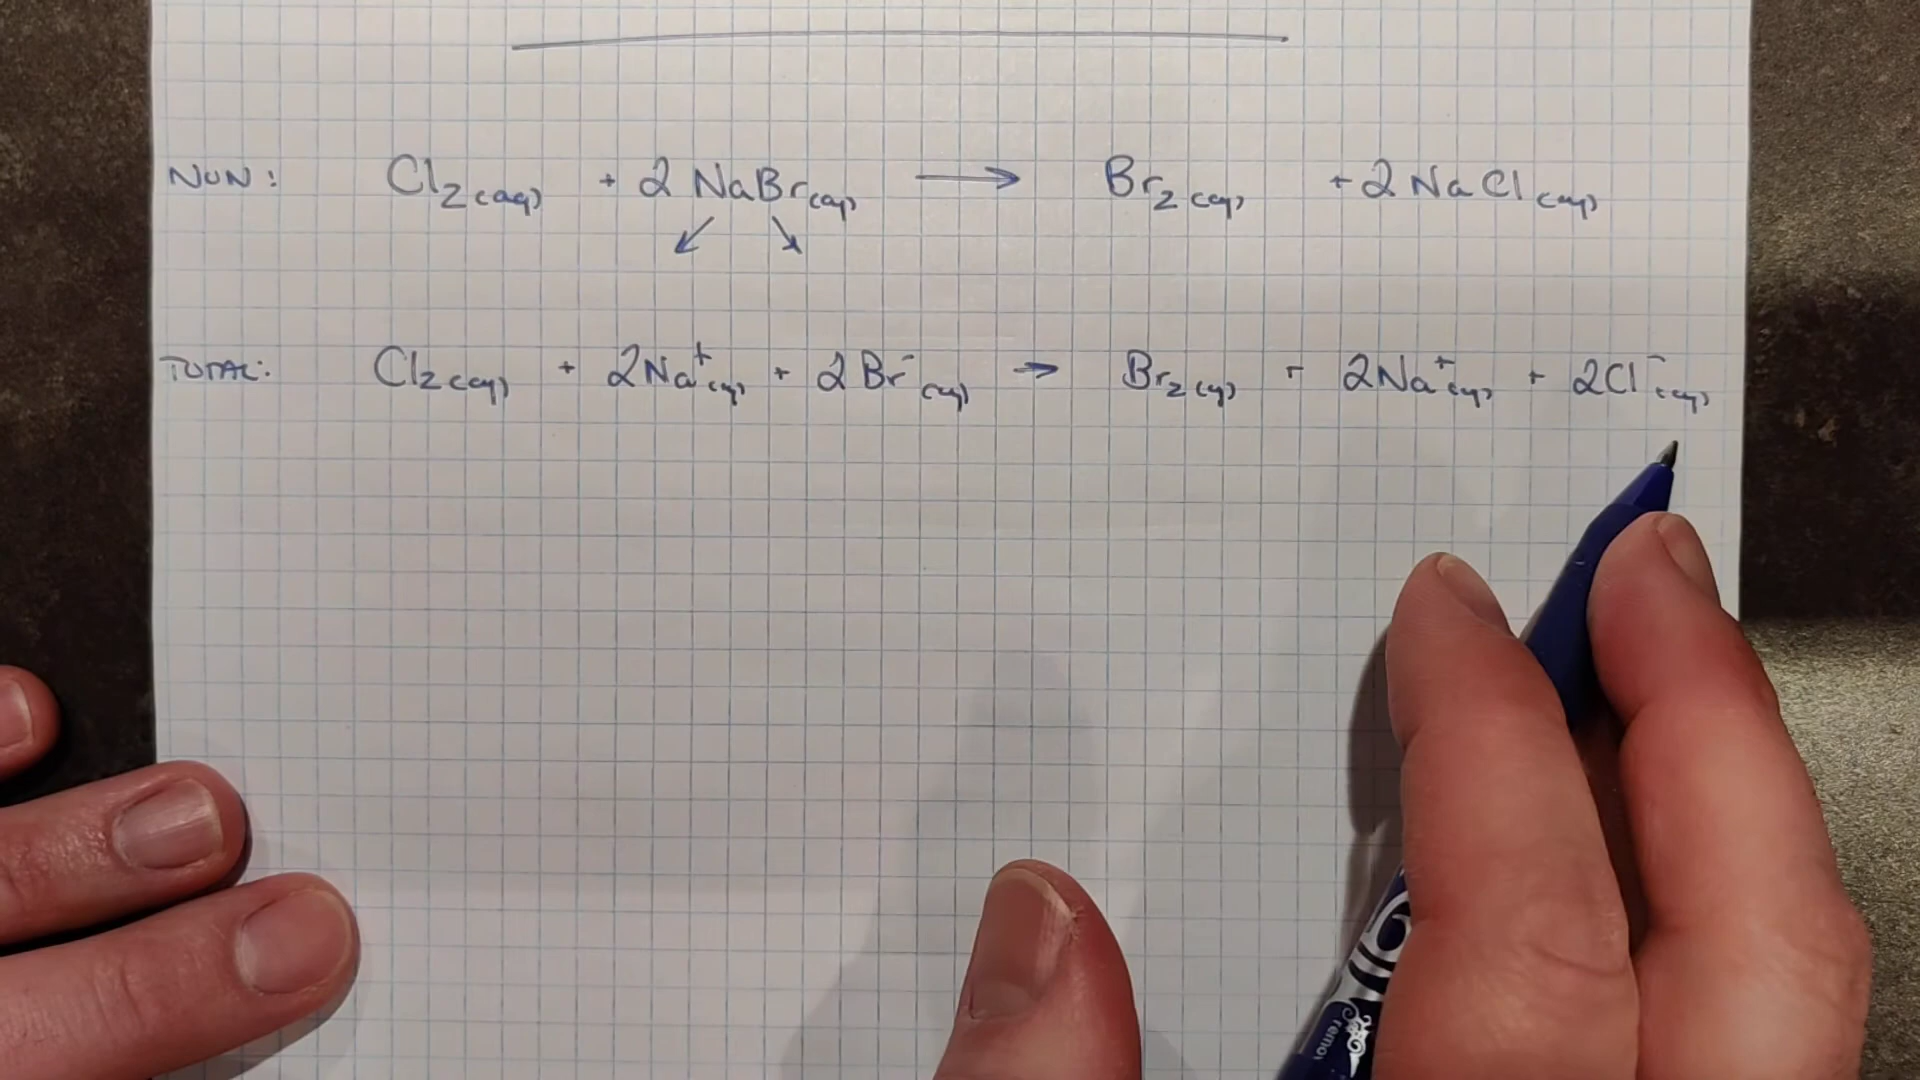 NON: Cl2(aq) + 2 NaBr(aq) → Br2(aq) + 2 NaCl(aq)
TOTAL: Cl2(aq) + 2Na+(aq) + 2Br-(aq) → Br2(aq) + 2Na+(aq) + 2Cl-(aq)